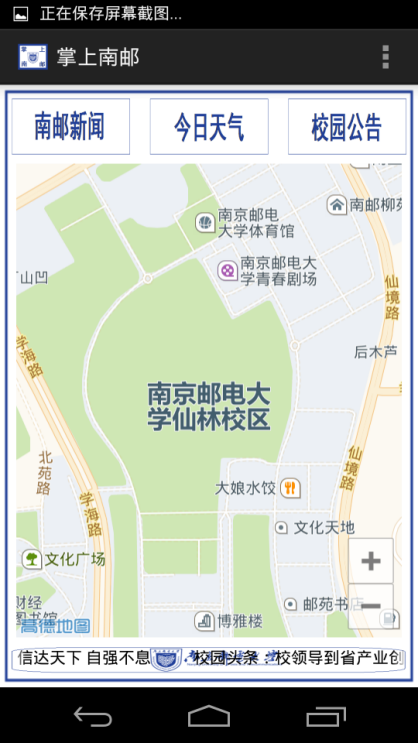 正在保存屏幕截图...
掌上南邮
南邮新闻
今日天气
校园公告
南邮柳苑
南京邮电
大学体育馆
南京邮电大
学青春剧场
山凹
仙境路
学海路
后木芦
南京邮电大
学仙林校区
北苑路
仙境路
大娘水饺
学海路
文化天地
文化广场
财经
图书馆
邮苑书店
高德地图
博雅楼
信达天下 自强不息
校园头条：校领导到省产业创